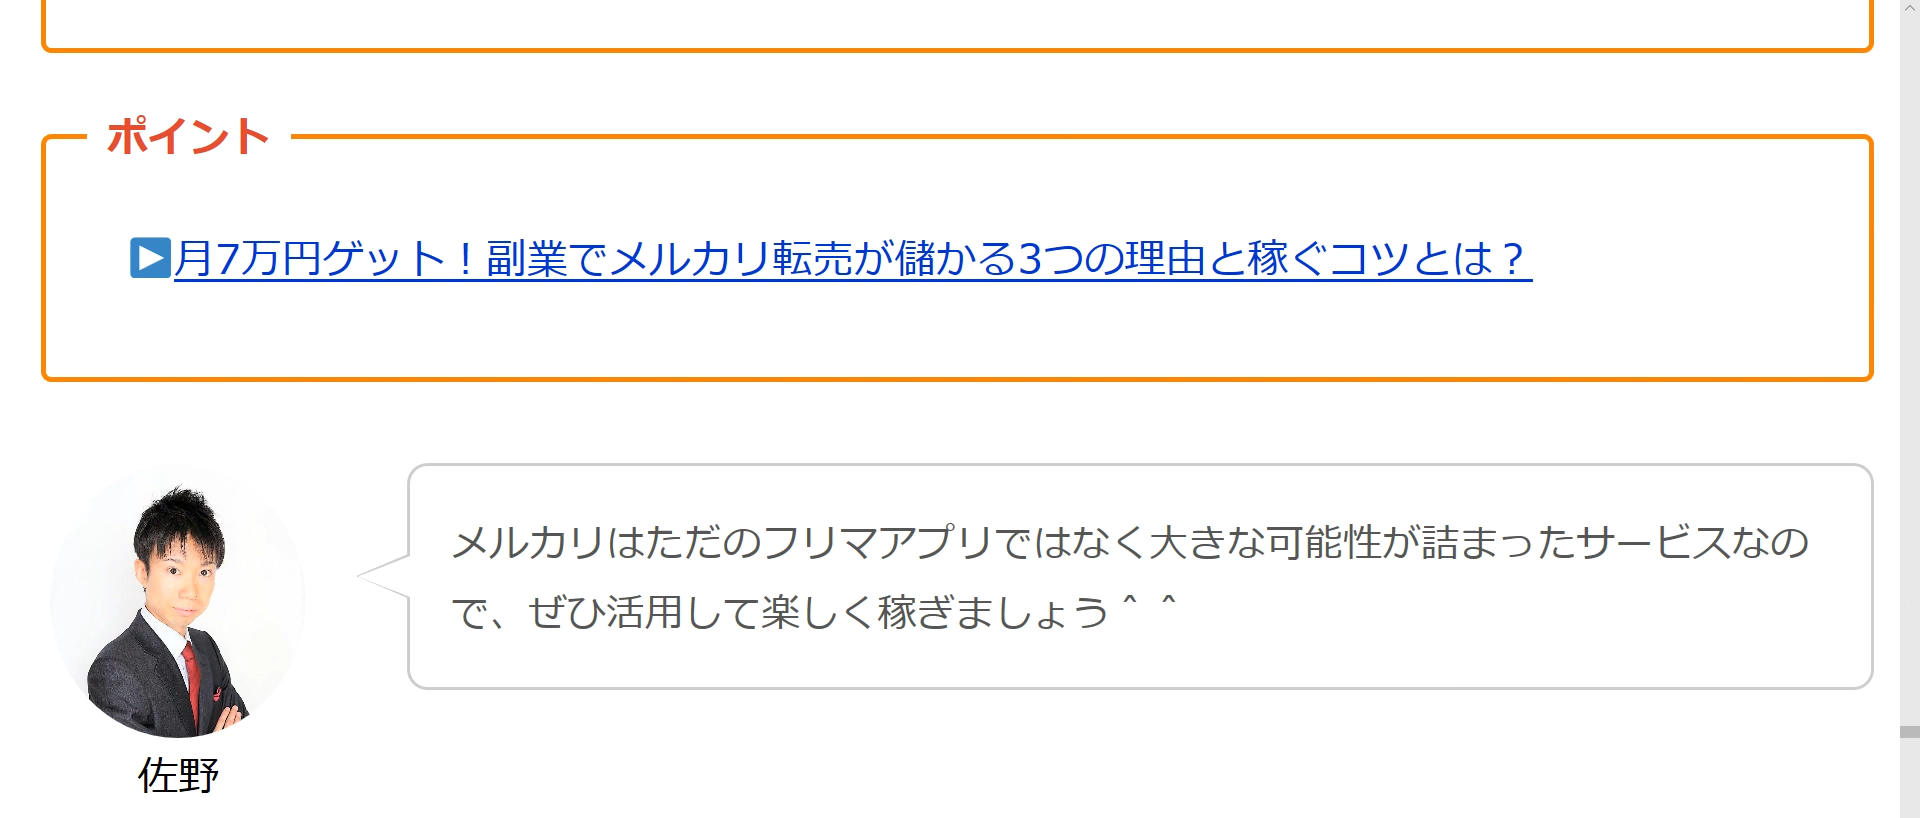 ポイント
▶月7万円ゲット！副業でメルカリ転売が儲かる3つの理由と稼ぐコツとは？
メルカリはただのフリマアプリではなく大きな可能性が詰まったサービスなの
で、ぜひ活用して楽しく稼ぎましょう＾ ＾
佐野